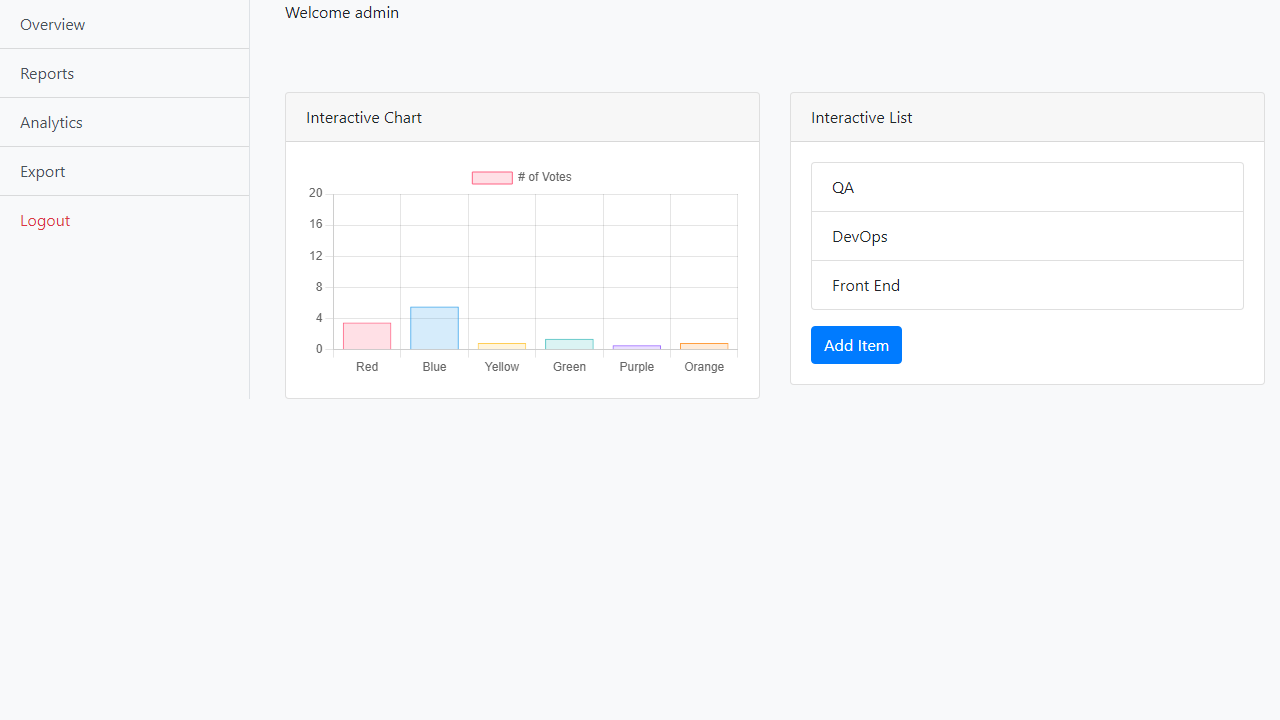 Overview
Reports
Analytics
Export
Logout
Welcome admin
Interactive Chart
# of Votes
20
16
12
8
4
0
Red Blue Yellow Green Purple Orange
Interactive List
QA
DevOps
Front End
Add Item